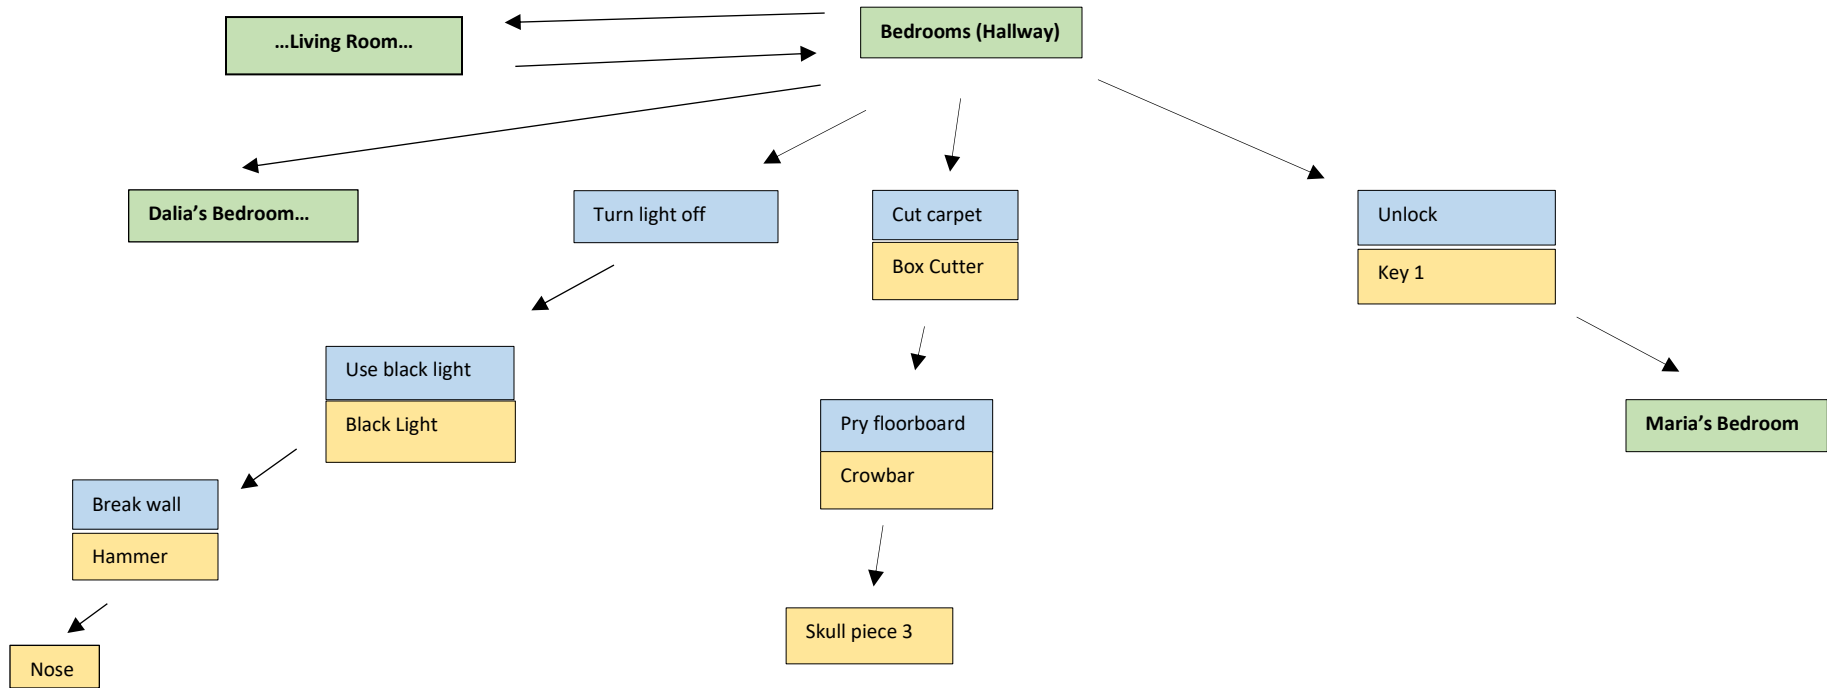 …Living Room…
Bedrooms (Hallway)
Dalia’s Bedroom…
Turn light off
Cut carpet
Box Cutter
Unlock
Key 1
Use black light
Black Light
Pry floorboard
Crowbar
Maria’s Bedroom
Break wall
Hammer
Skull piece 3
Nose